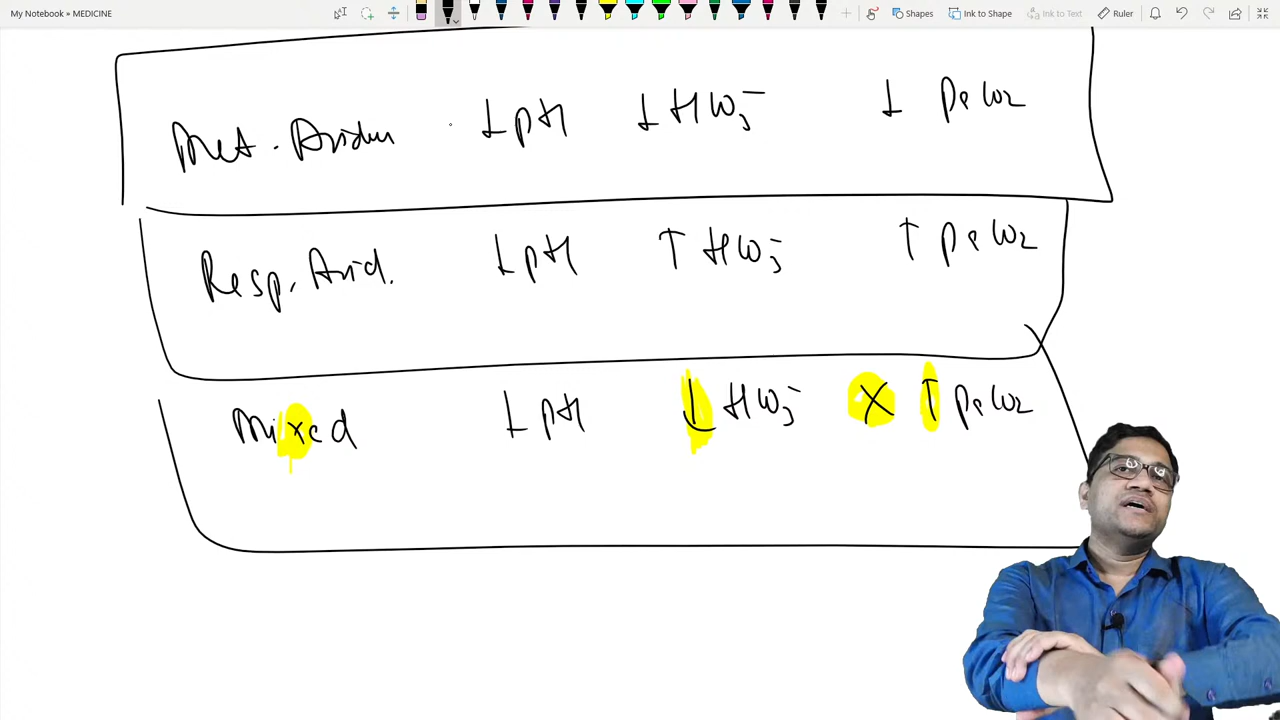 My Notebook » MEDICINE
Shapes Ink to Shape Ink to Text Ruler
Met. Acidosis ↓ pH ↓ HCO3⁻ ↓ PaCO2
Resp. Acid. ↓ pH ↑ HCO3⁻ ↑ PaCO2
Mixed ↓ pH ↓ HCO3⁻ X ↑ PaCO2